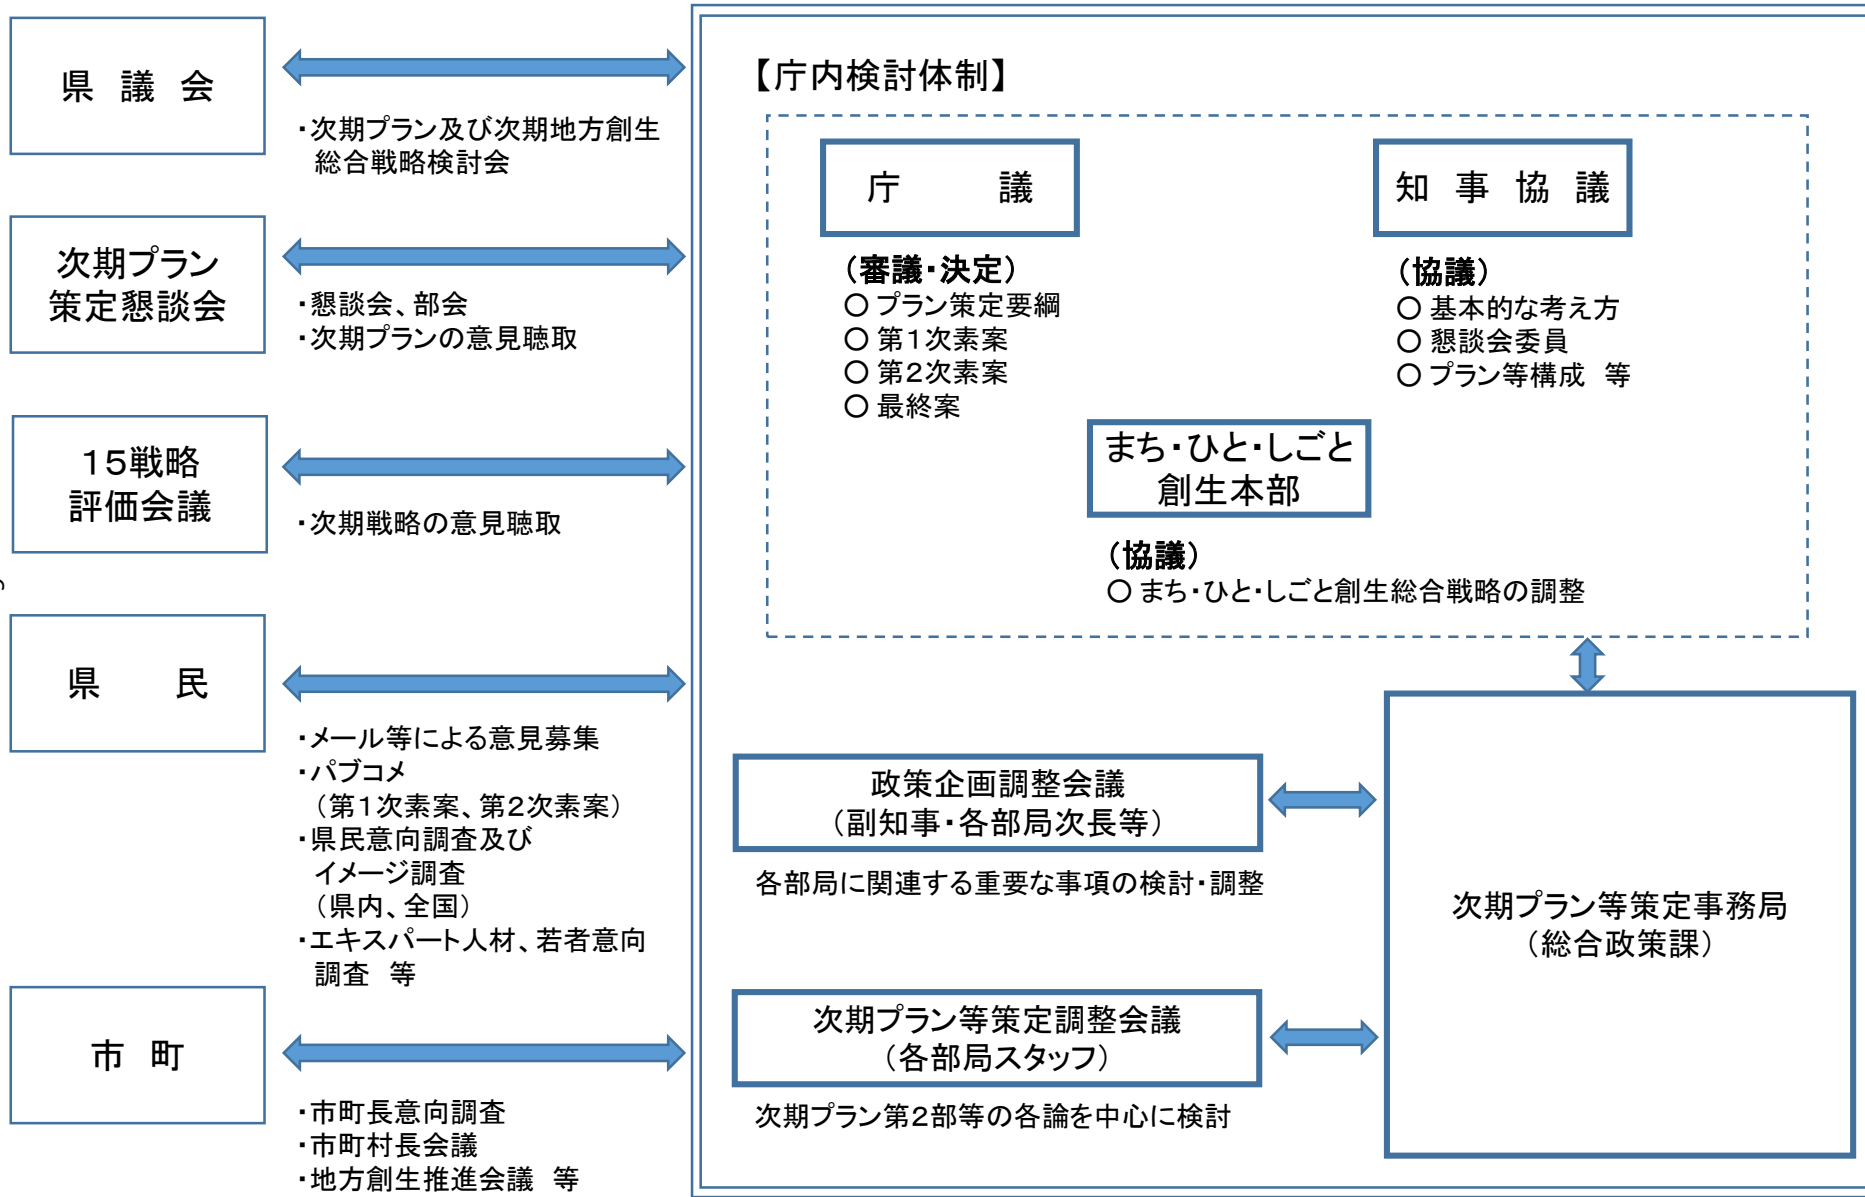 県 議 会
・次期プラン及び次期地方創生
総合戦略検討会
次期プラン
策定懇談会
・懇談会、部会
・次期プランの意見聴取
15戦略
評価会議
・次期戦略の意見聴取
県 民
・メール等による意見募集
・パブコメ
（第1次素案、第2次素案）
・県民意向調査及び
イメージ調査
（県内、全国）
・エキスパート人材、若者意向
調査 等
市 町
・市町長意向調査
・市町村長会議
・地方創生推進会議 等
【庁内検討体制】
庁 議
（審議・決定）
○ プラン策定要綱
○ 第1次素案
○ 第2次素案
○ 最終案
知 事 協 議
（協議）
○ 基本的な考え方
○ 懇談会委員
○ プラン等構成 等
まち・ひと・しごと
創生本部
（協議）
○ まち・ひと・しごと創生総合戦略の調整
政策企画調整会議
（副知事・各部局次長等）
各部局に関連する重要な事項の検討・調整
次期プラン等策定調整会議
（各部局スタッフ）
次期プラン第2部等の各論を中心に検討
次期プラン等策定事務局
（総合政策課）